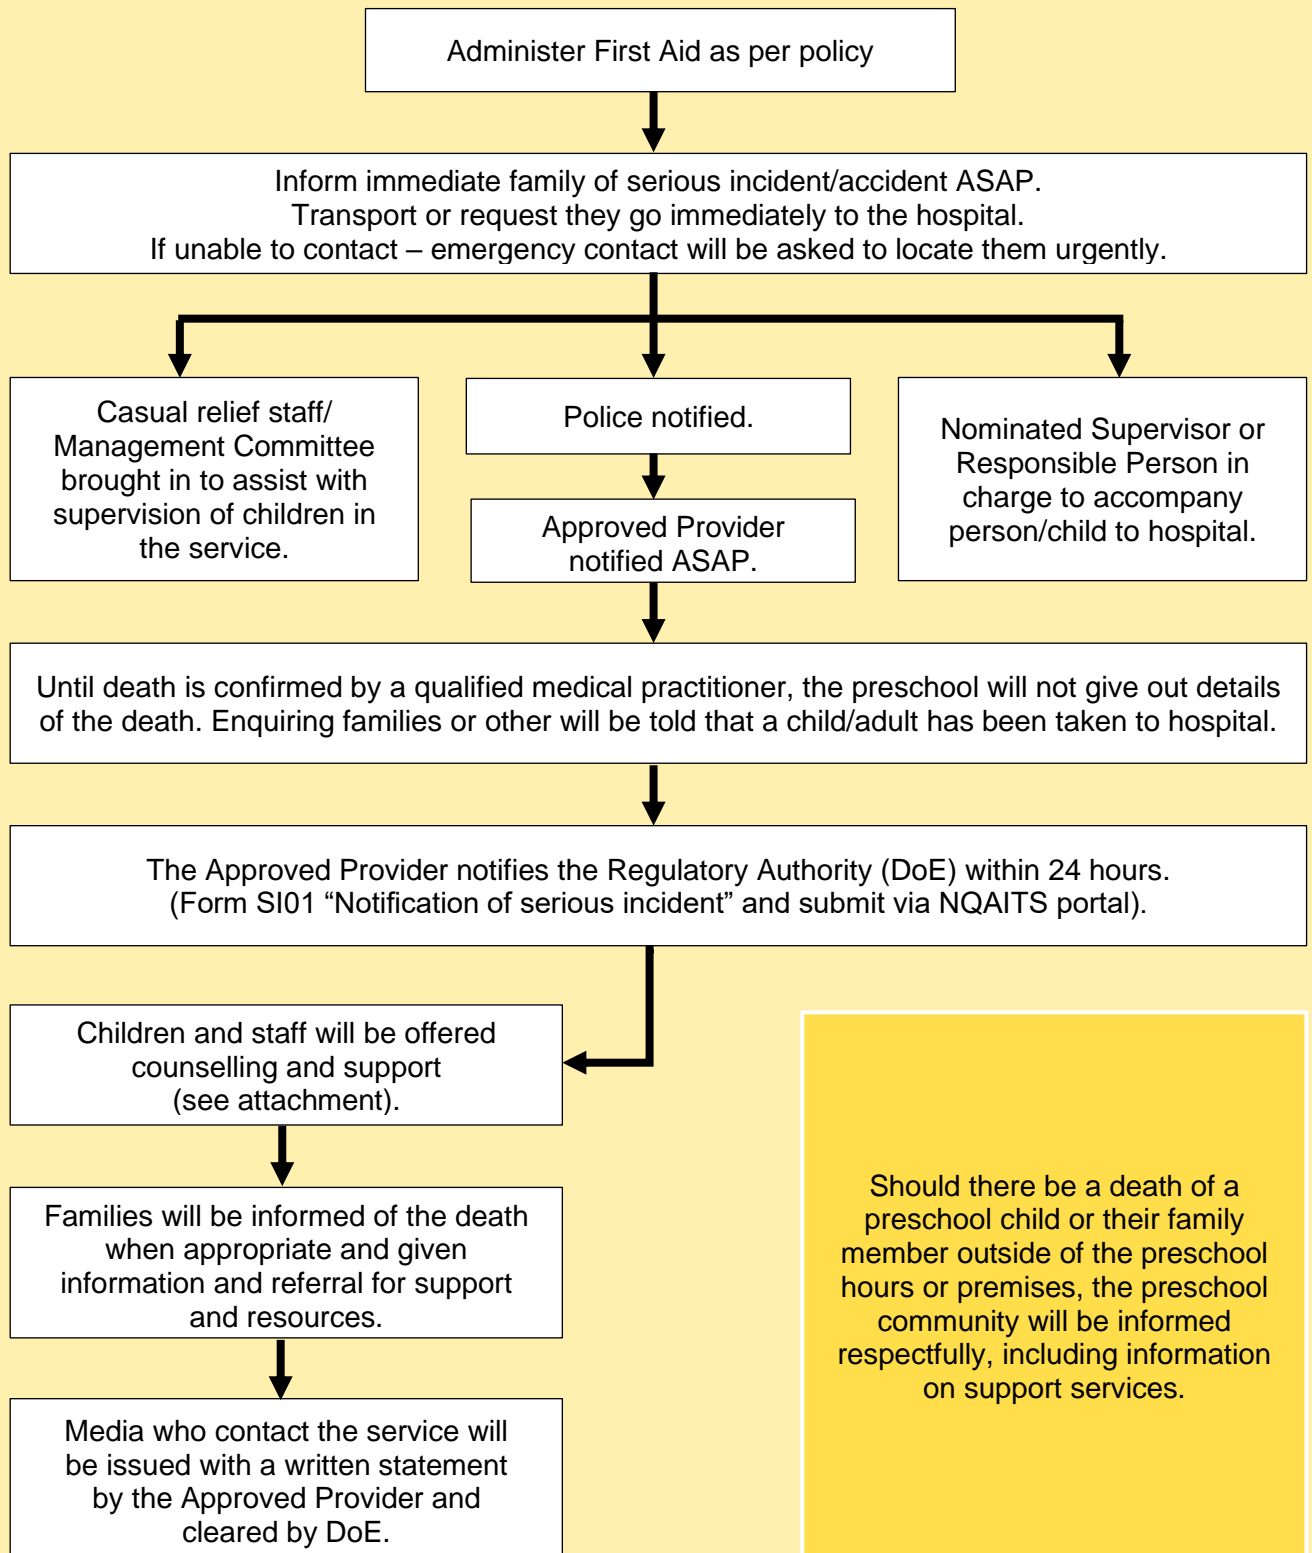 Administer First Aid as per policy
Inform immediate family of serious incident/accident ASAP.
Transport or request they go immediately to the hospital.
If unable to contact – emergency contact will be asked to locate them urgently.
Casual relief staff/
Management Committee
brought in to assist with
supervision of children in
the service.
Police notified.
Approved Provider
notified ASAP.
Nominated Supervisor or
Responsible Person in
charge to accompany
person/child to hospital.
Until death is confirmed by a qualified medical practitioner, the preschool will not give out details
of the death. Enquiring families or other will be told that a child/adult has been taken to hospital.
The Approved Provider notifies the Regulatory Authority (DoE) within 24 hours.
(Form SI01 “Notification of serious incident” and submit via NQAITS portal).
Children and staff will be offered
counselling and support
(see attachment).
Families will be informed of the death
when appropriate and given
information and referral for support
and resources.
Media who contact the service will
be issued with a written statement
by the Approved Provider and
cleared by DoE.
Should there be a death of a
preschool child or their family
member outside of the preschool
hours or premises, the preschool
community will be informed
respectfully, including information
on support services.